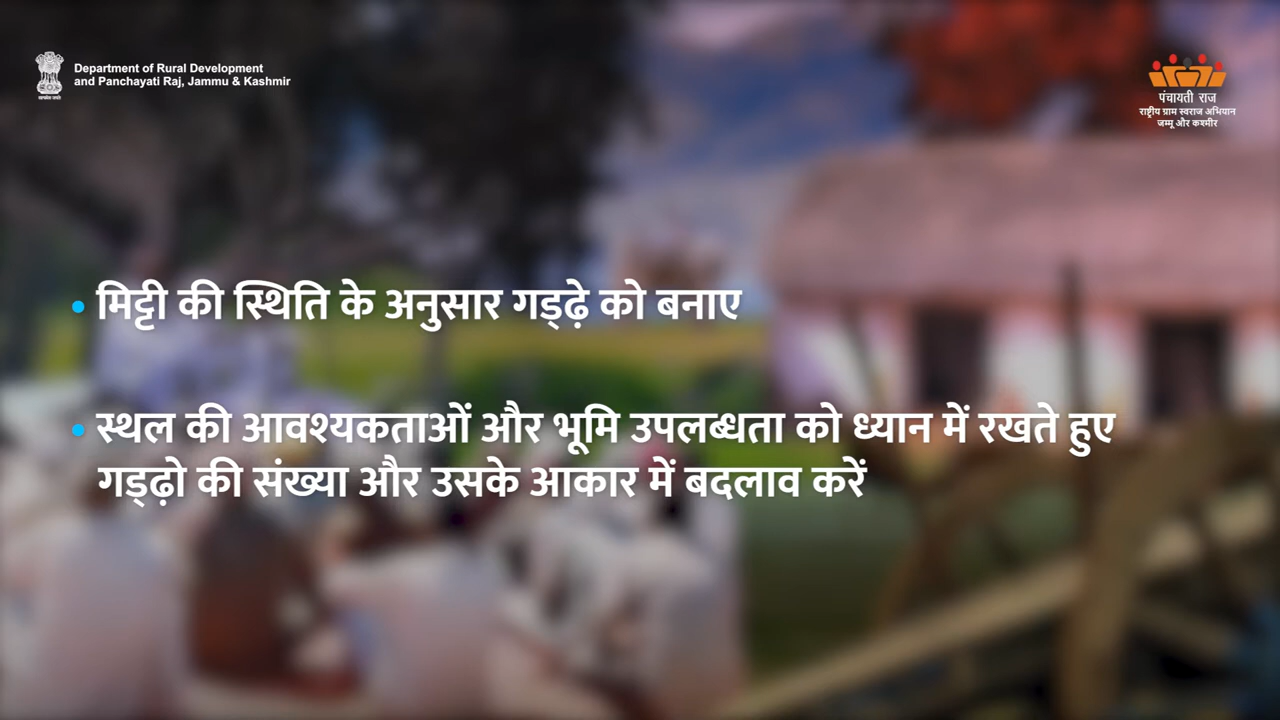 Department of Rural Development
and Panchayati Raj, Jammu & Kashmir
पंचायती राज
राष्ट्रीय ग्राम स्वराज अभियान
जम्मू और कश्मीर
• मिट्टी की स्थिति के अनुसार गड्ढ़े को बनाए
• स्थल की आवश्यकताओं और भूमि उपलब्धता को ध्यान में रखते हुए
गड्ढ़ो की संख्या और उसके आकार में बदलाव करें